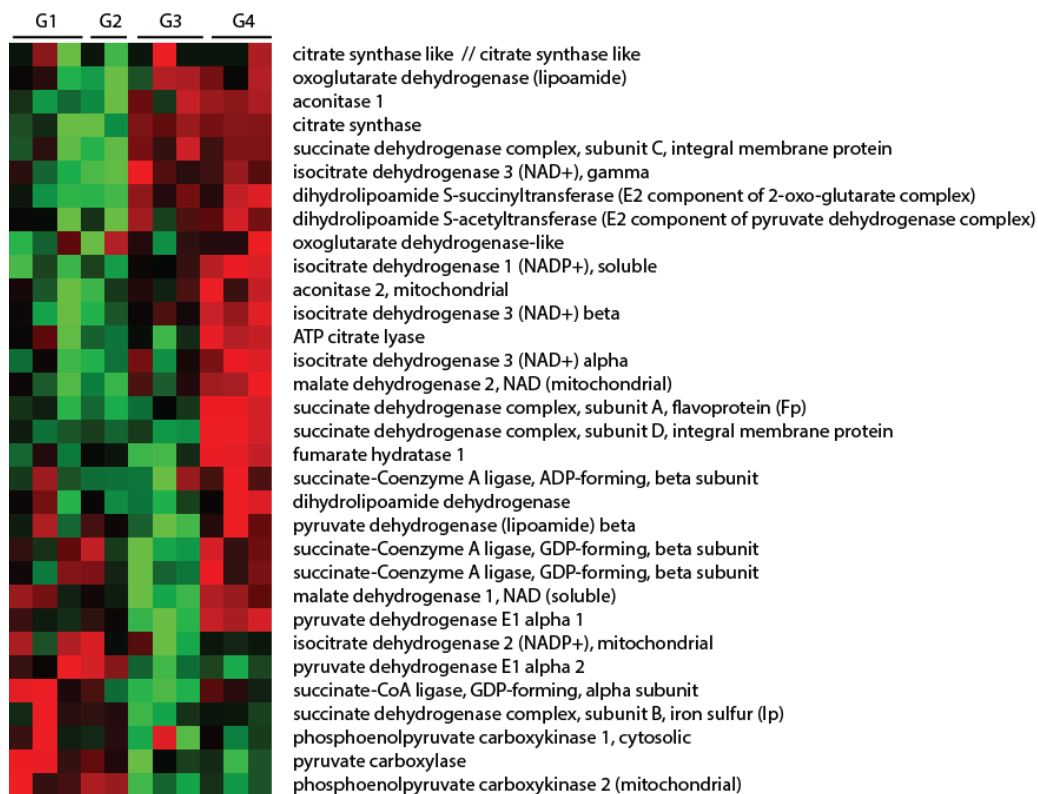 G1 G2 G3 G4
citrate synthase like // citrate synthase like
oxoglutarate dehydrogenase (lipoamide)
aconitase 1
citrate synthase
succinate dehydrogenase complex, subunit C, integral membrane protein
isocitrate dehydrogenase 3 (NAD+), gamma
dihydrolipoamide S-succinyltransferase (E2 component of 2-oxo-glutarate complex)
dihydrolipoamide S-acetyltransferase (E2 component of pyruvate dehydrogenase complex)
oxoglutarate dehydrogenase-like
isocitrate dehydrogenase 1 (NADP+), soluble
aconitase 2, mitochondrial
isocitrate dehydrogenase 3 (NAD+) beta
ATP citrate lyase
isocitrate dehydrogenase 3 (NAD+) alpha
malate dehydrogenase 2, NAD (mitochondrial)
succinate dehydrogenase complex, subunit A, flavoprotein (Fp)
succinate dehydrogenase complex, subunit D, integral membrane protein
fumarate hydratase 1
succinate-Coenzyme A ligase, ADP-forming, beta subunit
dihydrolipoamide dehydrogenase
pyruvate dehydrogenase (lipoamide) beta
succinate-Coenzyme A ligase, GDP-forming, beta subunit
succinate-Coenzyme A ligase, GDP-forming, beta subunit
malate dehydrogenase 1, NAD (soluble)
pyruvate dehydrogenase E1 alpha 1
isocitrate dehydrogenase 2 (NADP+), mitochondrial
pyruvate dehydrogenase E1 alpha 2
succinate-CoA ligase, GDP-forming, alpha subunit
succinate dehydrogenase complex, subunit B, iron sulfur (Ip)
phosphoenolpyruvate carboxykinase 1, cytosolic
pyruvate carboxylase
phosphoenolpyruvate carboxykinase 2 (mitochondrial)